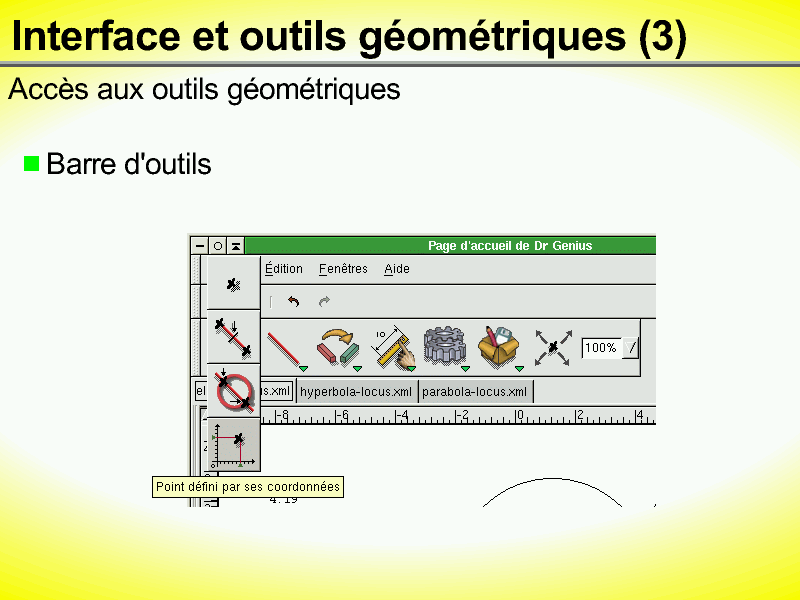 Interface et outils géométriques (3)
Accès aux outils géométriques
Barre d'outils
Page d'accueil de Dr Genius
Édition Fenêtres Aide
10
100%
el us.xml hyperbola-locus.xml parabola-locus.xml
|-8 |-6 |-4 |-2 |0 |2 |4
Point défini par ses coordonnées
4.19